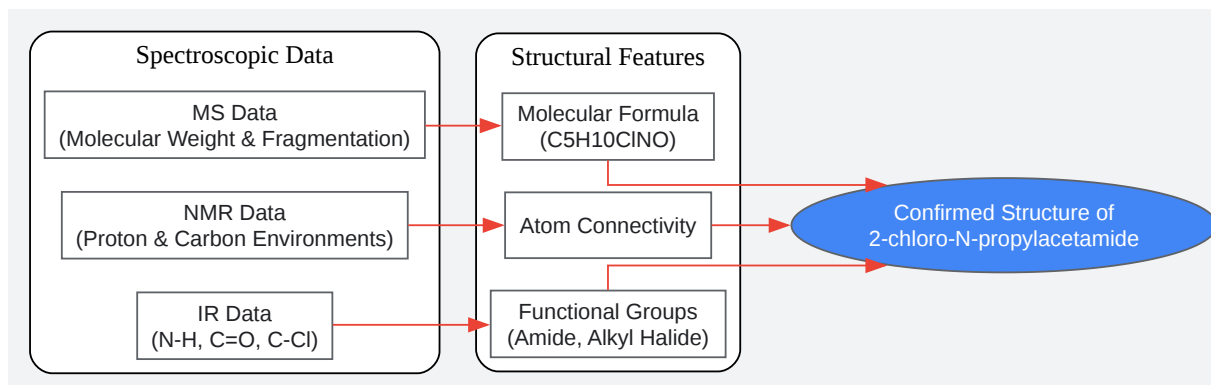 Spectroscopic Data
MS Data
(Molecular Weight & Fragmentation)
NMR Data
(Proton & Carbon Environments)
IR Data
(N-H, C=O, C-Cl)
Structural Features
Molecular Formula
(C5H10ClNO)
Atom Connectivity
Functional Groups
(Amide, Alkyl Halide)
Confirmed Structure of
2-chloro-N-propylacetamide